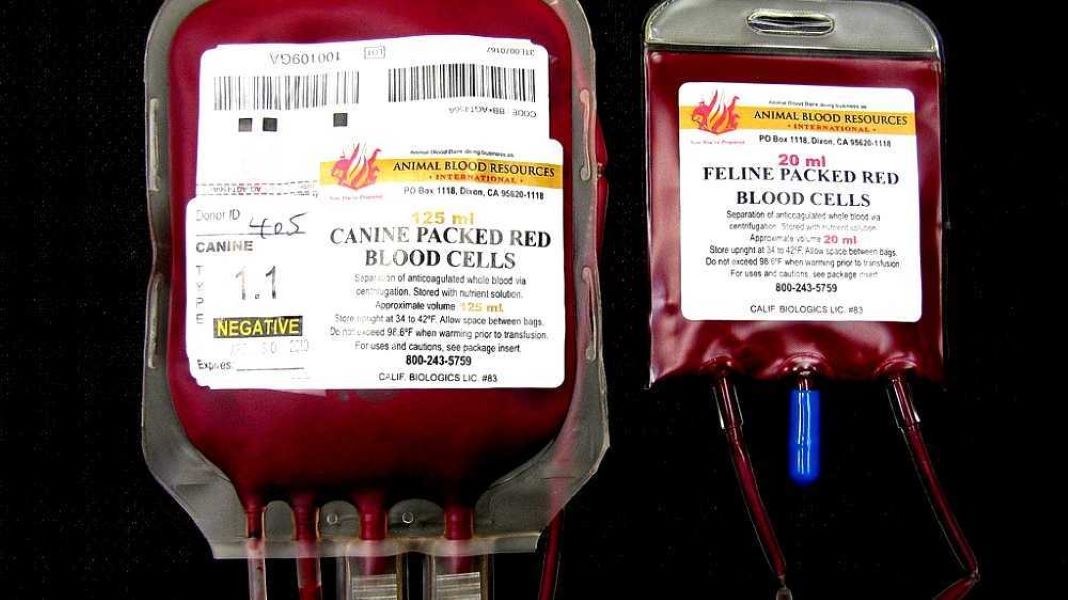 100109GA
LOT
CODE BB*AGT456A
Animal Blood Bank doing business as
ANIMAL BLOOD RESOURCES
• INTERNATIONAL •
PO Box 1118, Dixon, CA 95620-1118
125 ml
CANINE PACKED RED
BLOOD CELLS
Separation of anticoagulated whole blood via
centrifugation. Stored with nutrient solution.
Approximate volume 125 ml
Store upright at 34 to 42°F. Allow space between bags.
Do not exceed 98.6°F when warming prior to transfusion.
For uses and cautions, see package insert.
800-243-5759
CALIF. BIOLOGICS LIC. #83
Donor ID 405
CANINE
TYPE
1.1
NEGATIVE
Expires:
Animal Blood Bank doing business as
ANIMAL BLOOD RESOURCES
• INTERNATIONAL •
PO Box 1118, Dixon, CA 95620-1118
20 ml
FELINE PACKED RED
BLOOD CELLS
Separation of anticoagulated whole blood via
centrifugation. Stored with nutrient solution.
Approximate volume 20 ml
Store upright at 34 to 42°F. Allow space between bags.
Do not exceed 98.6°F when warming prior to transfusion
For uses and cautions, see package insert
800-243-5759
CALIF. BIOLOGICS LIC. #83